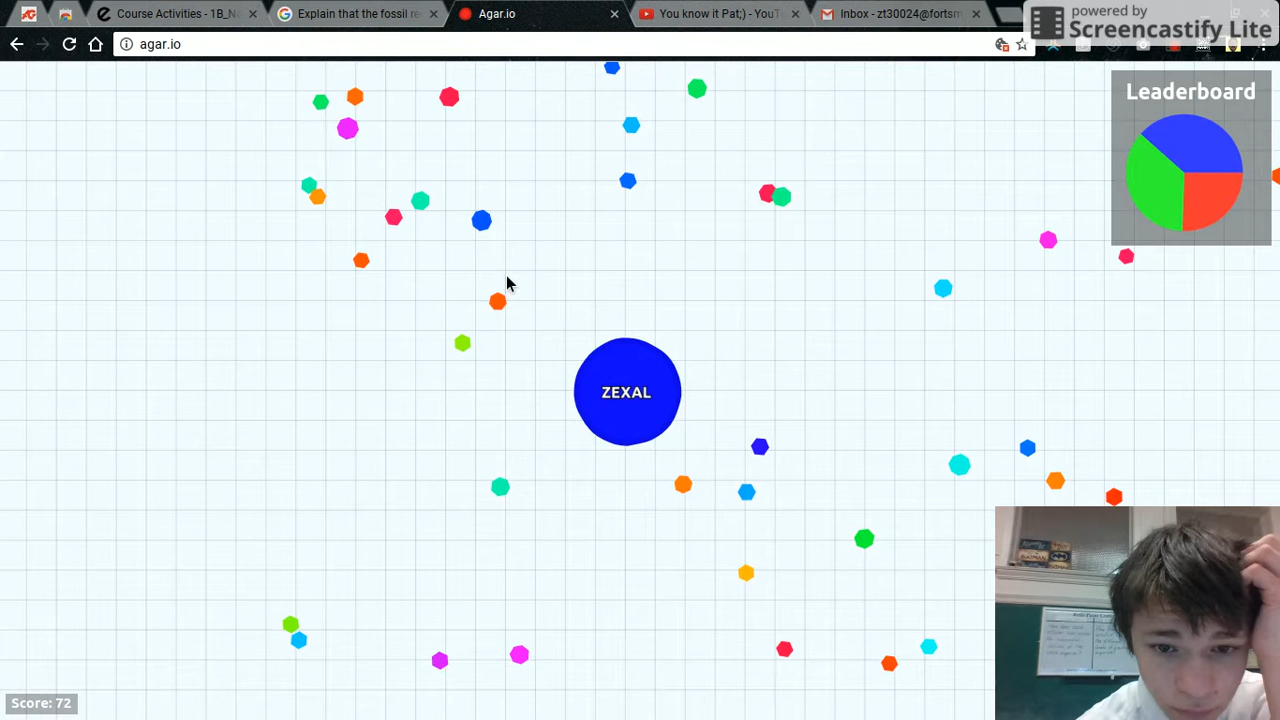 Course Activities - 1B_N
Explain that the fossil re
Agar.io
You know it Pat;) - YouT
Inbox - zt30024@fortsm
powered by
Screencastify Lite
agar.io
Leaderboard
ZEXAL
BATMAN
Score: 72